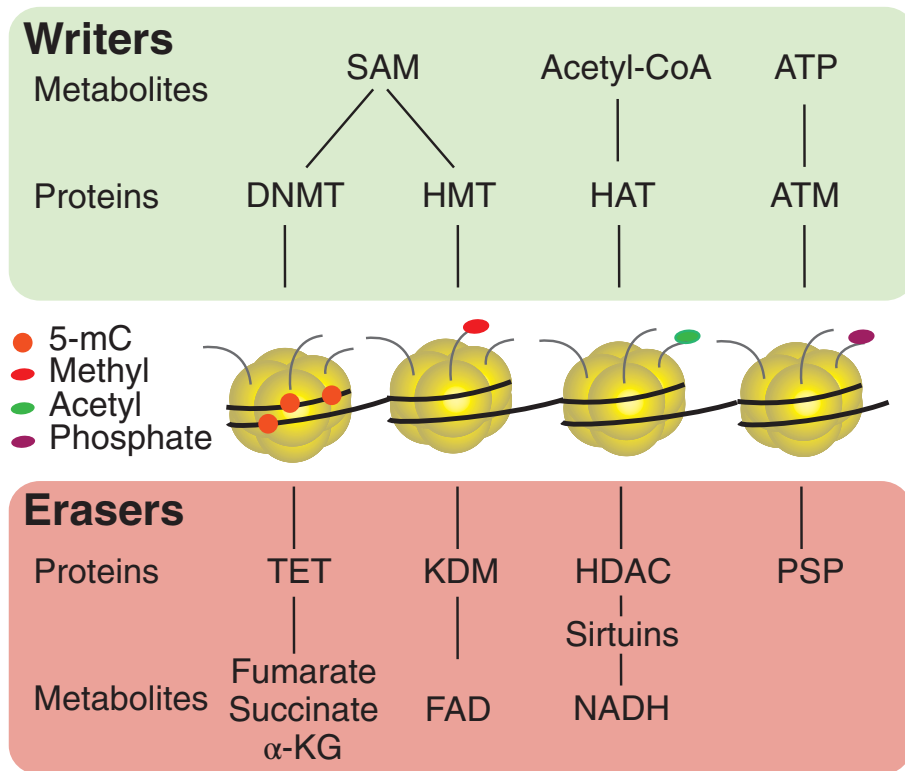 Writers
Metabolites SAM Acetyl-CoA ATP
Proteins DNMT HMT HAT ATM
5-mC
Methyl
Acetyl
Phosphate
Erasers
Proteins TET KDM HDAC PSP
Sirtuins
Fumarate
Metabolites Succinate FAD NADH
α-KG